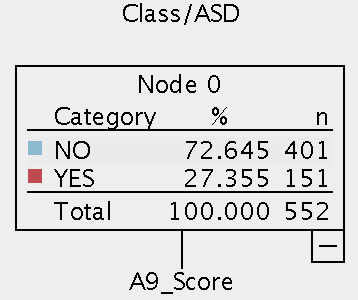 Class/ASD
Node 0
Category % n
NO 72.645 401
YES 27.355 151
Total 100.000 552
A9_Score